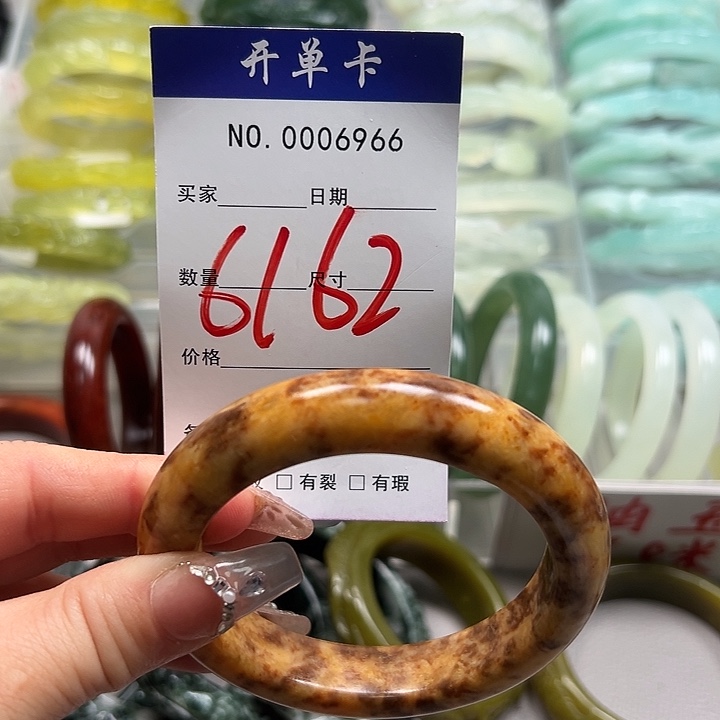 开单卡
NO. 0006966
买家 日期
6162
数量 尺寸
价格
有裂 有瑕